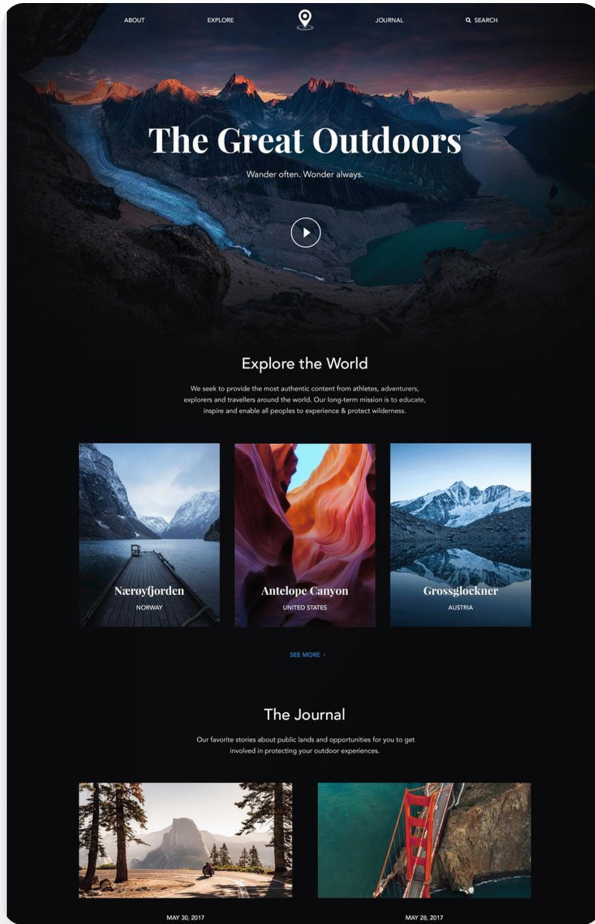 ABOUT
EXPLORE
JOURNAL
SEARCH
The Great Outdoors
Wander often. Wonder always.
Explore the World
We seek to provide the most authentic content from athletes, adventurers,
explorers and travellers around the world. Our long-term mission is to educate,
inspire and enable all peoples to experience & protect wilderness.
Nærøyfjorden
NORWAY
Antelope Canyon
UNITED STATES
Grossglockner
AUSTRIA
SEE MORE ›
The Journal
Our favorite stories about public lands and opportunities for you to get
involved in protecting your outdoor experiences.
MAY 30, 2017
MAY 28, 2017